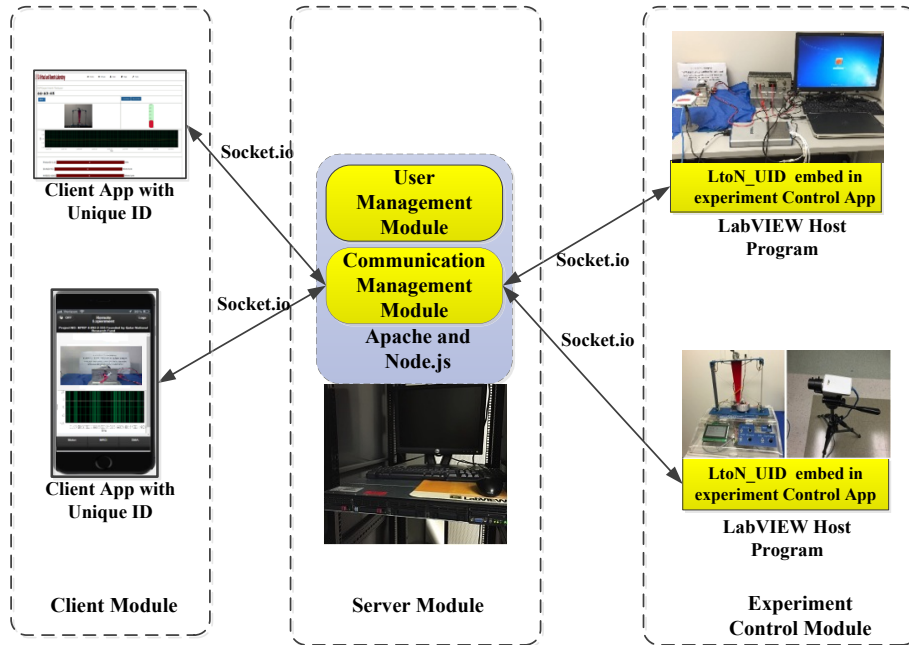 Client App with
Unique ID
Client App with
Unique ID
Client Module
Socket.io
Socket.io
User
Management
Module
Communication
Management
Module
Apache and
Node.js
LabVIEW
Server Module
Socket.io
Socket.io
LtoN_UID embed in
experiment Control App
LabVIEW Host
Program
LtoN_UID embed in
experiment Control App
LabVIEW Host
Program
Experiment
Control Module